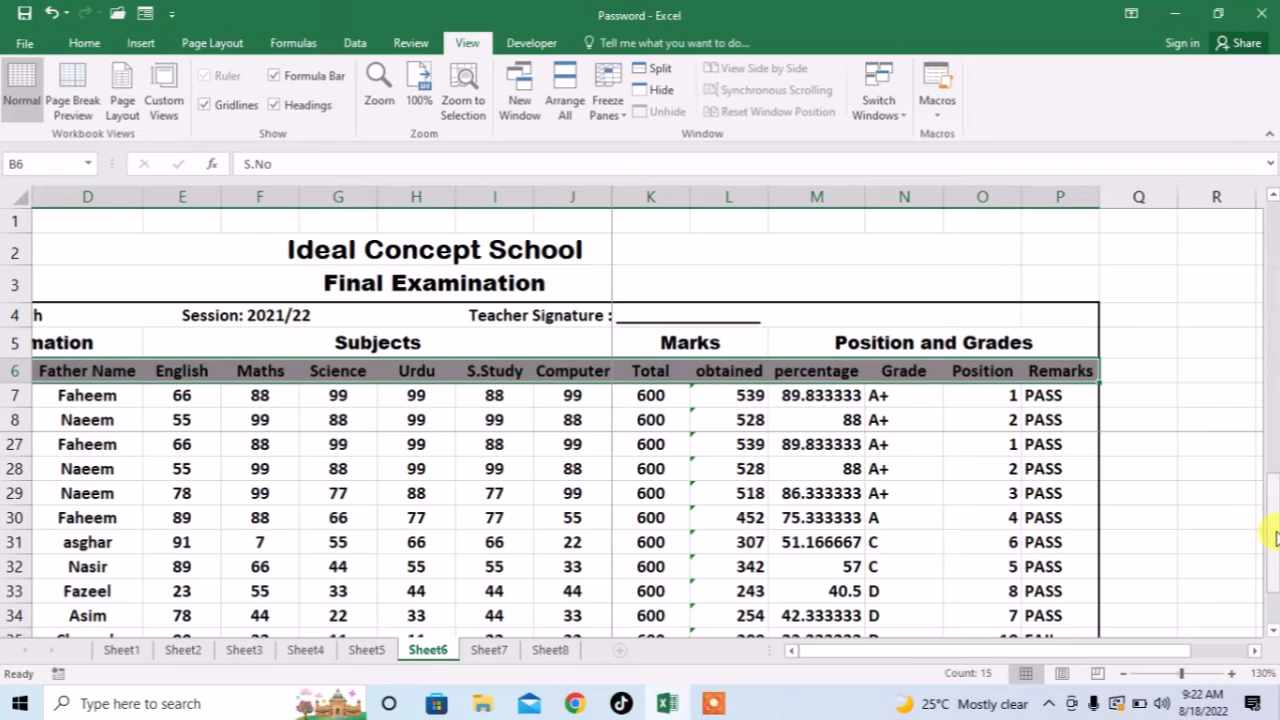 Password - Excel
File Home Insert Page Layout Formulas Data Review View Developer Tell me what you want to do... Sign in Share
Normal
Page Break Preview
Page Layout
Custom Views
Workbook Views
Ruler
Gridlines
Formula Bar
Headings
Show
Zoom
100%
Zoom to Selection
Zoom
New Window
Arrange All
Freeze Panes
Split
Hide
Unhide
View Side by Side
Synchronous Scrolling
Reset Window Position
Window
Switch Windows
Macros
Macros
B6 fx S.No
D E F G H I J K L M N O P Q R
1
2 Ideal Concept School
3 Final Examination
4 h Session: 2021/22 Teacher Signature : _______________
5 mation Subjects Marks Position and Grades
6 Father Name English Maths Science Urdu S.Study Computer Total obtained percentage Grade Position Remarks
7 Faheem 66 88 99 99 88 99 600 539 89.833333 A+ 1 PASS
8 Naeem 55 99 88 99 99 88 600 528 88 A+ 2 PASS
27 Faheem 66 88 99 99 88 99 600 539 89.833333 A+ 1 PASS
28 Naeem 55 99 88 99 99 88 600 528 88 A+ 2 PASS
29 Naeem 78 99 77 88 77 99 600 518 86.333333 A+ 3 PASS
30 Faheem 89 88 66 77 77 55 600 452 75.333333 A 4 PASS
31 asghar 91 7 55 66 66 22 600 307 51.166667 C 6 PASS
32 Nasir 89 66 44 55 55 33 600 342 57 C 5 PASS
33 Fazeel 23 55 33 44 44 44 600 243 40.5 D 8 PASS
34 Asim 78 44 22 33 44 33 600 254 42.333333 D 7 PASS
Sheet1 Sheet2 Sheet3 Sheet4 Sheet5 Sheet6 Sheet7 Sheet8
Ready Count: 15 130%
Type here to search 25°C Mostly clear 9:22 AM
8/18/2022